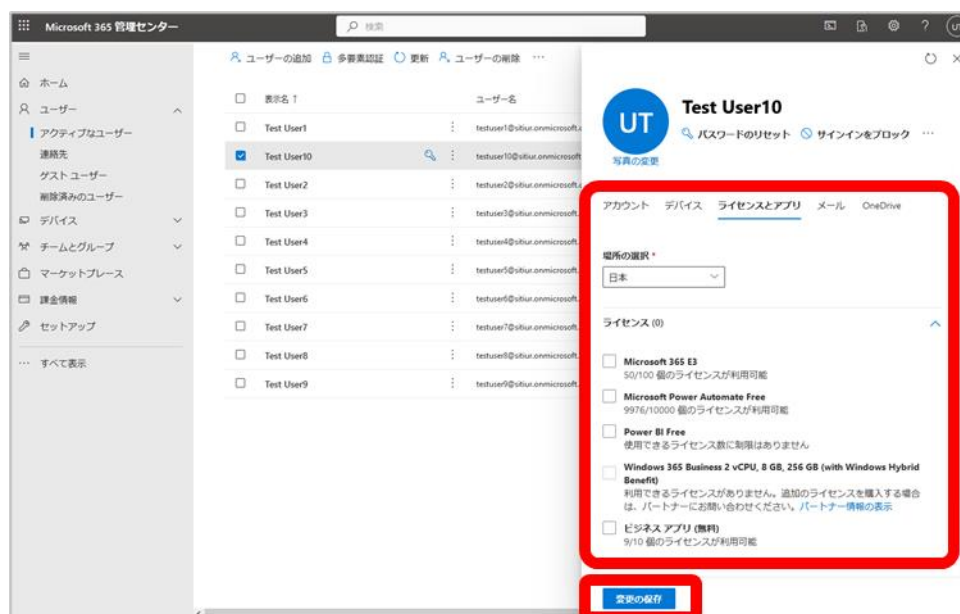 Microsoft 365 管理センター
検索
?
UT
ホーム
ユーザー
アクティブなユーザー
連絡先
ゲスト ユーザー
削除済みのユーザー
デバイス
チームとグループ
マーケットプレース
課金情報
セットアップ
… すべて表示
ユーザーの追加 多要素認証 更新 ユーザーの削除 …
表示名 ↑ ユーザー名
Test User1 testuser1@sitiur.onmicrosoft.
Test User10 testuser10@sitiur.onmicrosoft
Test User2 testuser2@sitiur.onmicrosoft.
Test User3 testuser3@sitiur.onmicrosoft.
Test User4 testuser4@sitiur.onmicrosoft.
Test User5 testuser5@sitiur.onmicrosoft.
Test User6 testuser6@sitiur.onmicrosoft.
Test User7 testuser7@sitiur.onmicrosoft.
Test User8 testuser8@sitiur.onmicrosoft.
Test User9 testuser9@sitiur.onmicrosoft.
UT
写真の変更
Test User10
パスワードのリセット サインインをブロック …
アカウント デバイス ライセンスとアプリ メール OneDrive
場所の選択 *
日本
ライセンス (0)
Microsoft 365 E3
50/100 個のライセンスが利用可能
Microsoft Power Automate Free
9976/10000 個のライセンスが利用可能
Power BI Free
使用できるライセンス数に制限はありません
Windows 365 Business 2 vCPU, 8 GB, 256 GB (with Windows Hybrid
Benefit)
利用できるライセンスがありません。追加のライセンスを購入する場合
は、パートナーにお問い合わせください。パートナー情報の表示
ビジネス アプリ (無料)
9/10 個のライセンスが利用可能
変更の保存